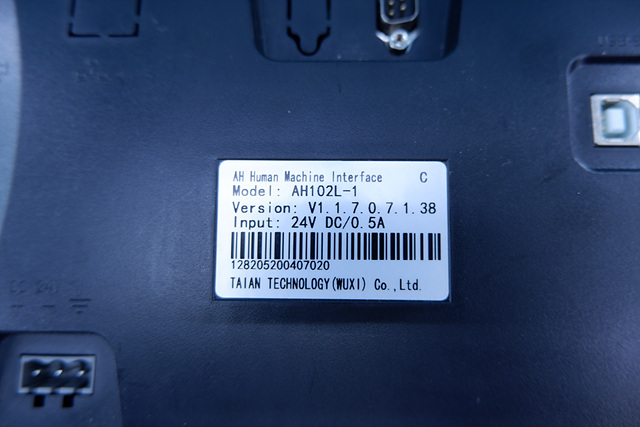 AH Human Machine Interface C
Model: AH102L-1
Version: V1.1.7.0.7.1.38
Input: 24V DC/0.5A
128205200407020
TAIAN TECHNOLOGY(WUXI) Co.,Ltd.